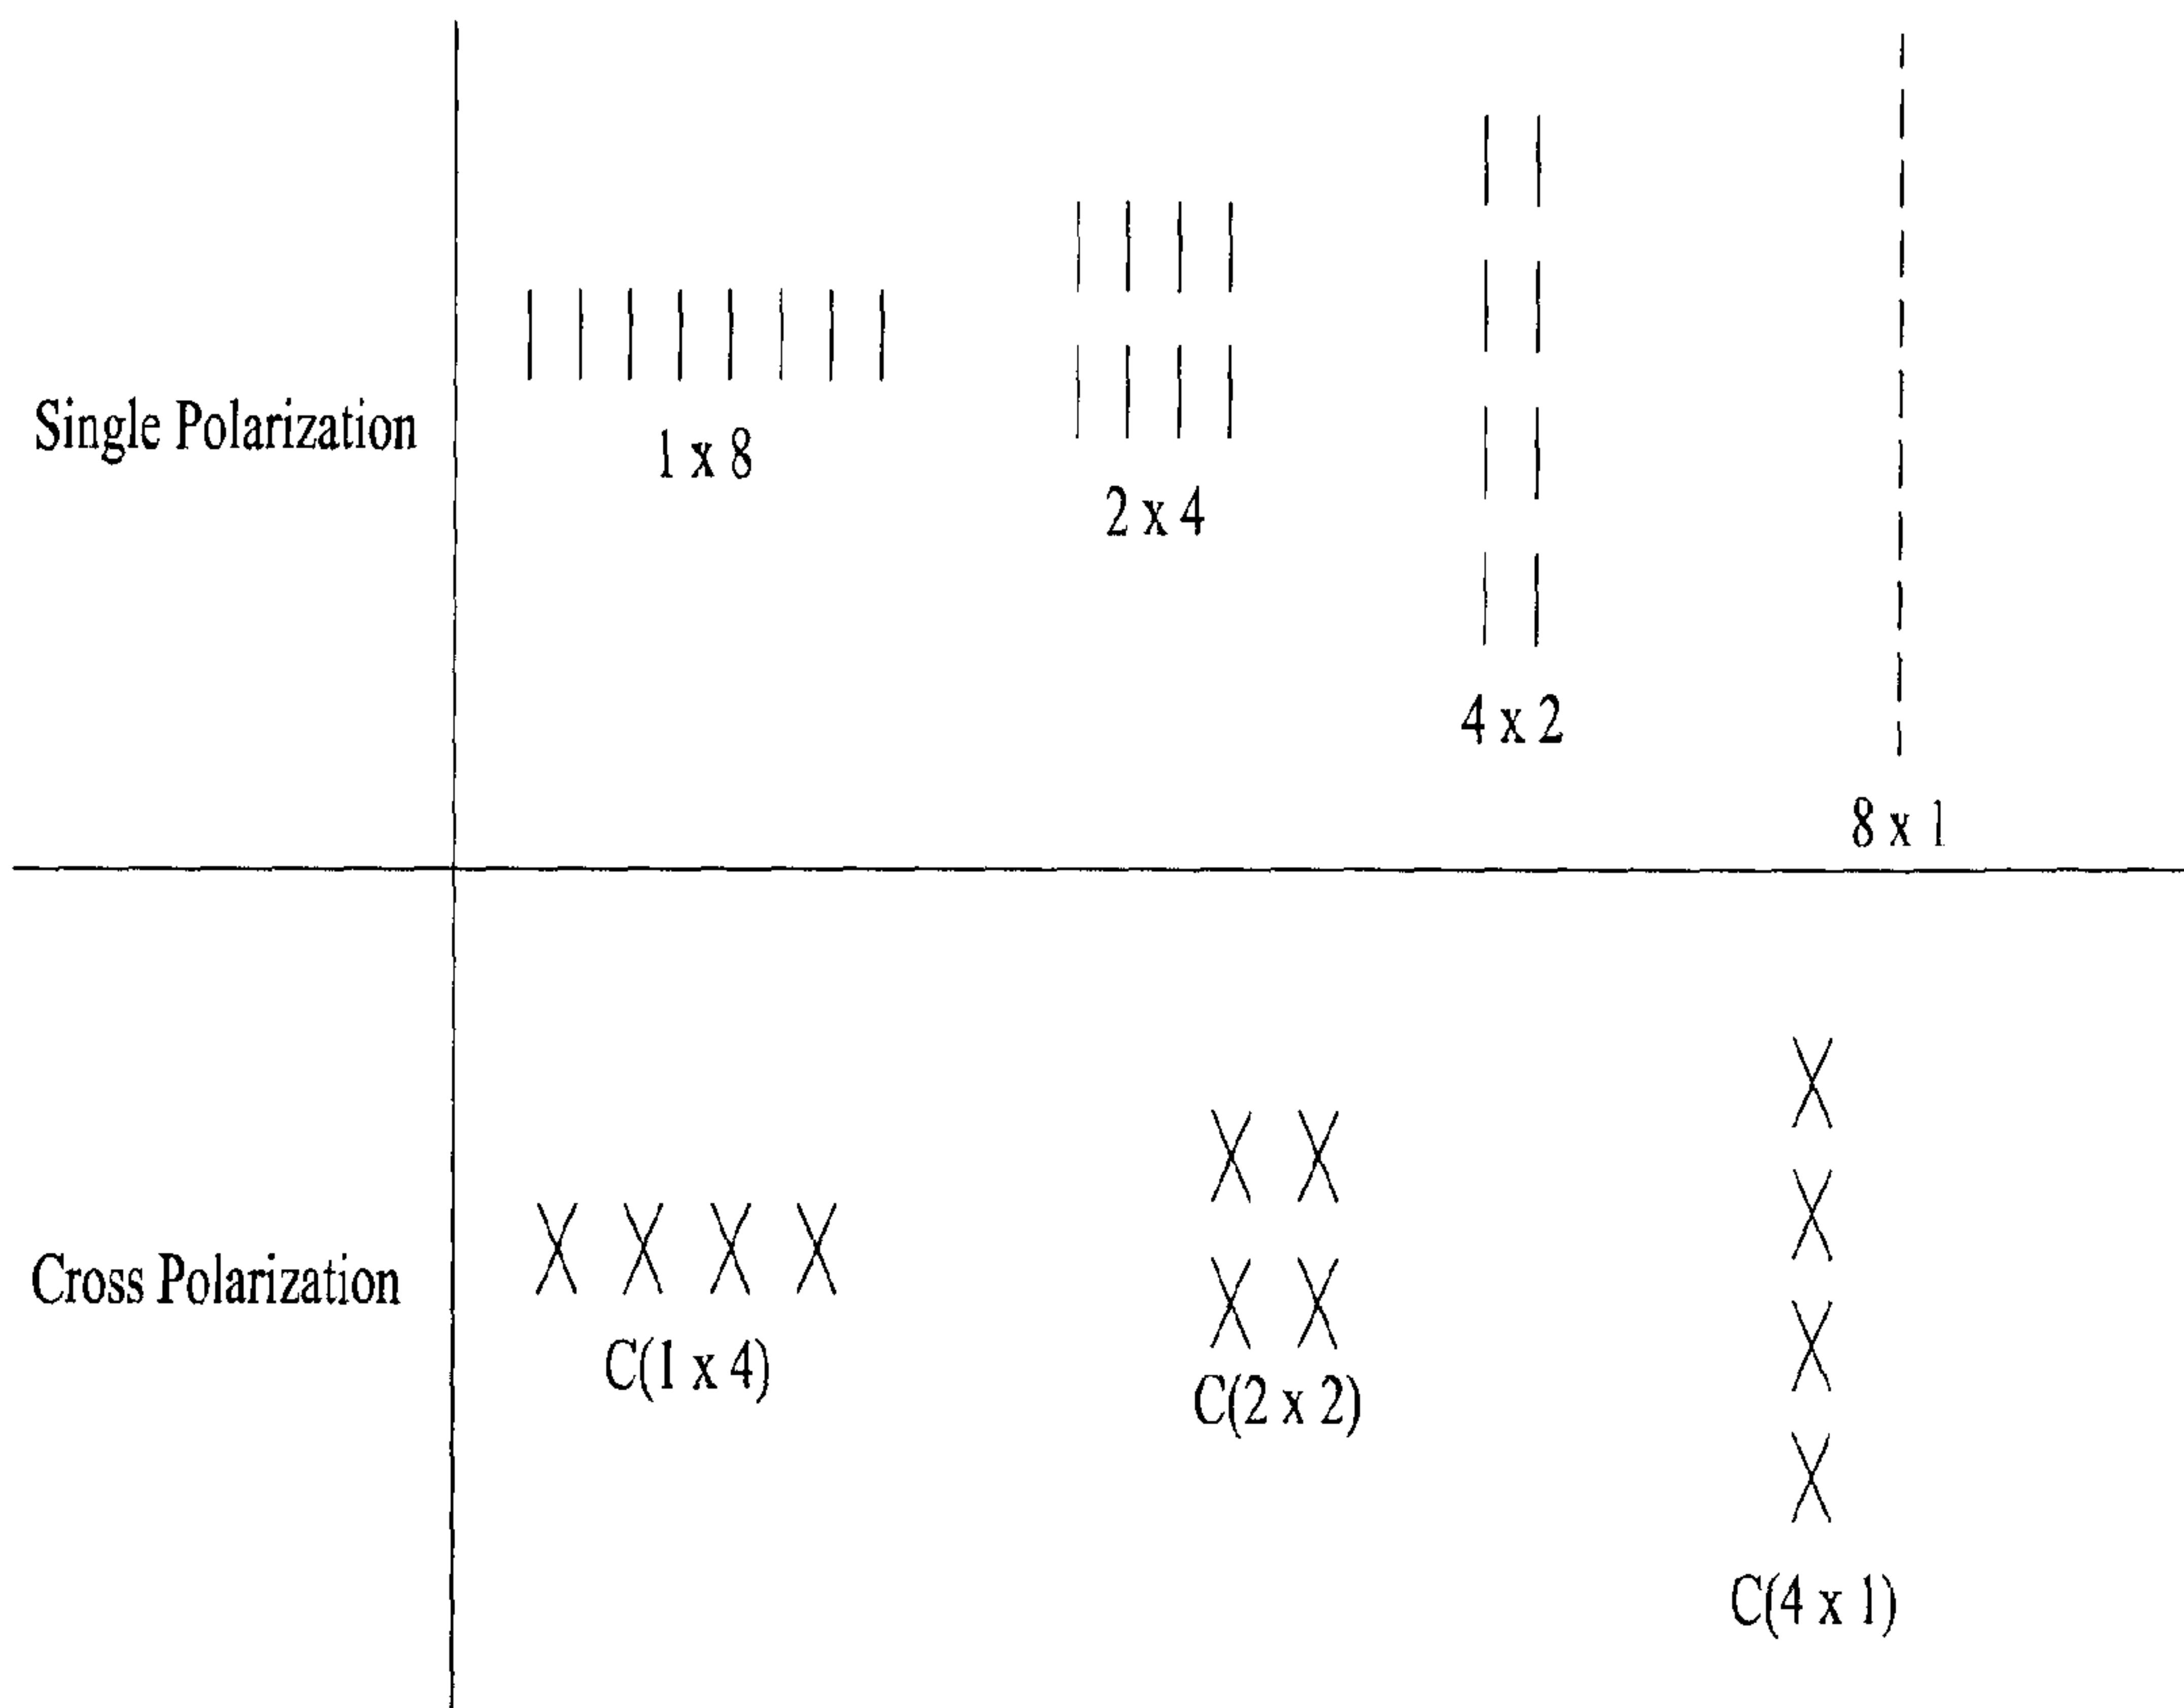 Single Polarization
1 x 8
2 x 4
4 x 2
8 x 1
Cross Polarization
C(1 x 4)
C(2 x 2)
C(4 x 1)